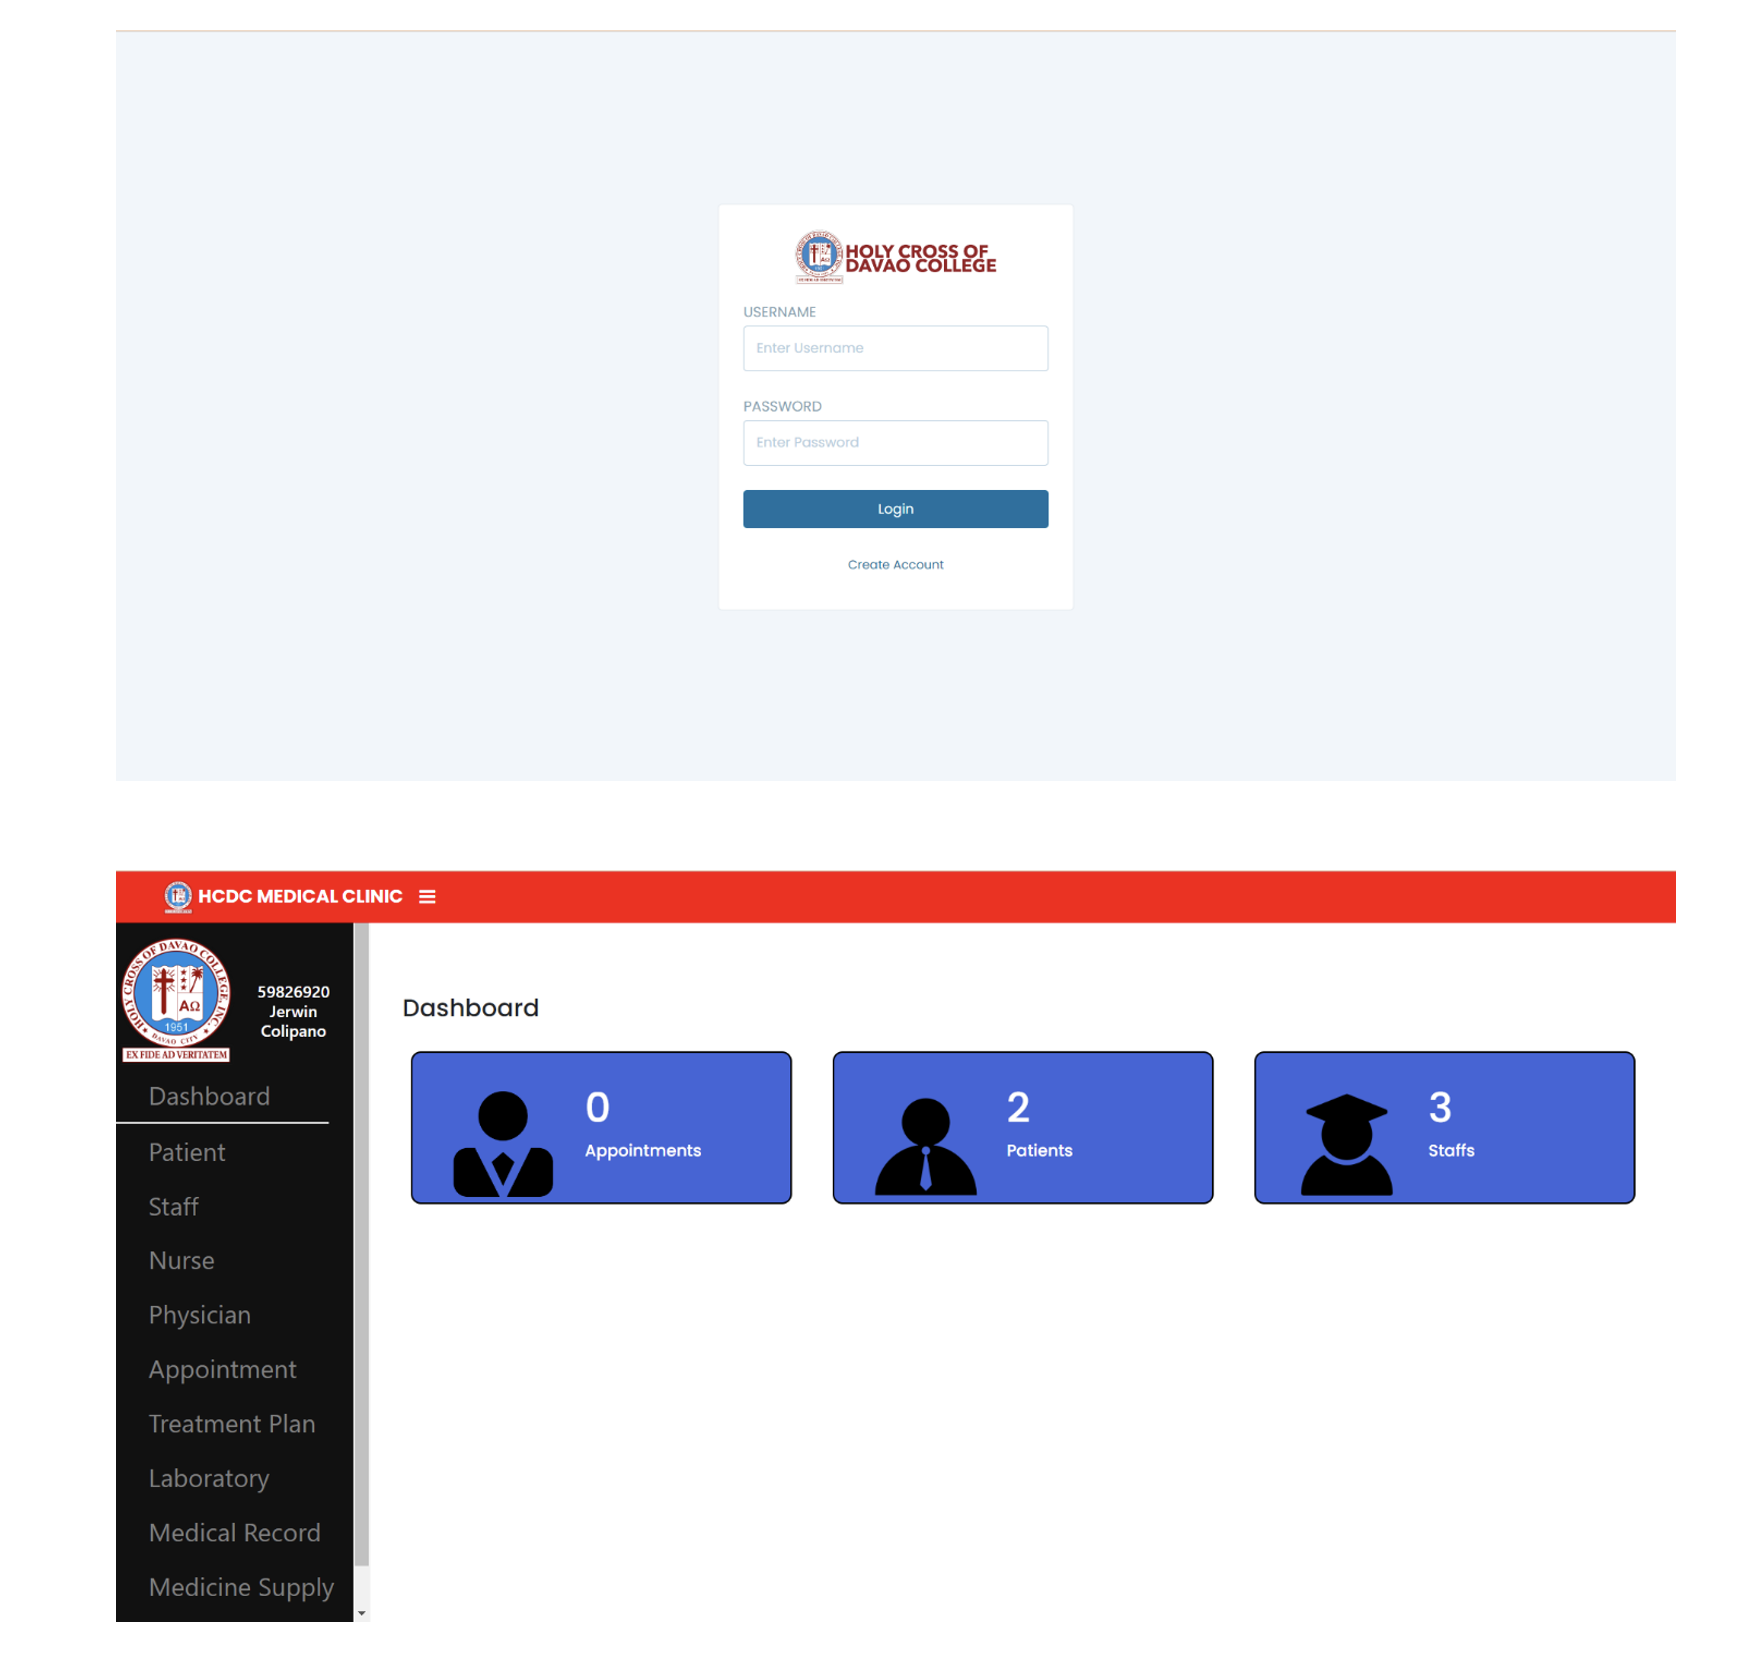 HOLY CROSS OF
DAVAO COLLEGE
USERNAME
Enter Username
PASSWORD
Enter Password
Login
Create Account
HCDC MEDICAL CLINIC
HOLY CROSS OF DAVAO COLLEGE, INC.
ΑΩ
1951
DAVAO CITY
EX FIDE AD VERITATEM
59826920
Jerwin
Colipano
Dashboard
Patient
Staff
Nurse
Physician
Appointment
Treatment Plan
Laboratory
Medical Record
Medicine Supply
Dashboard
0
Appointments
2
Patients
3
Staffs